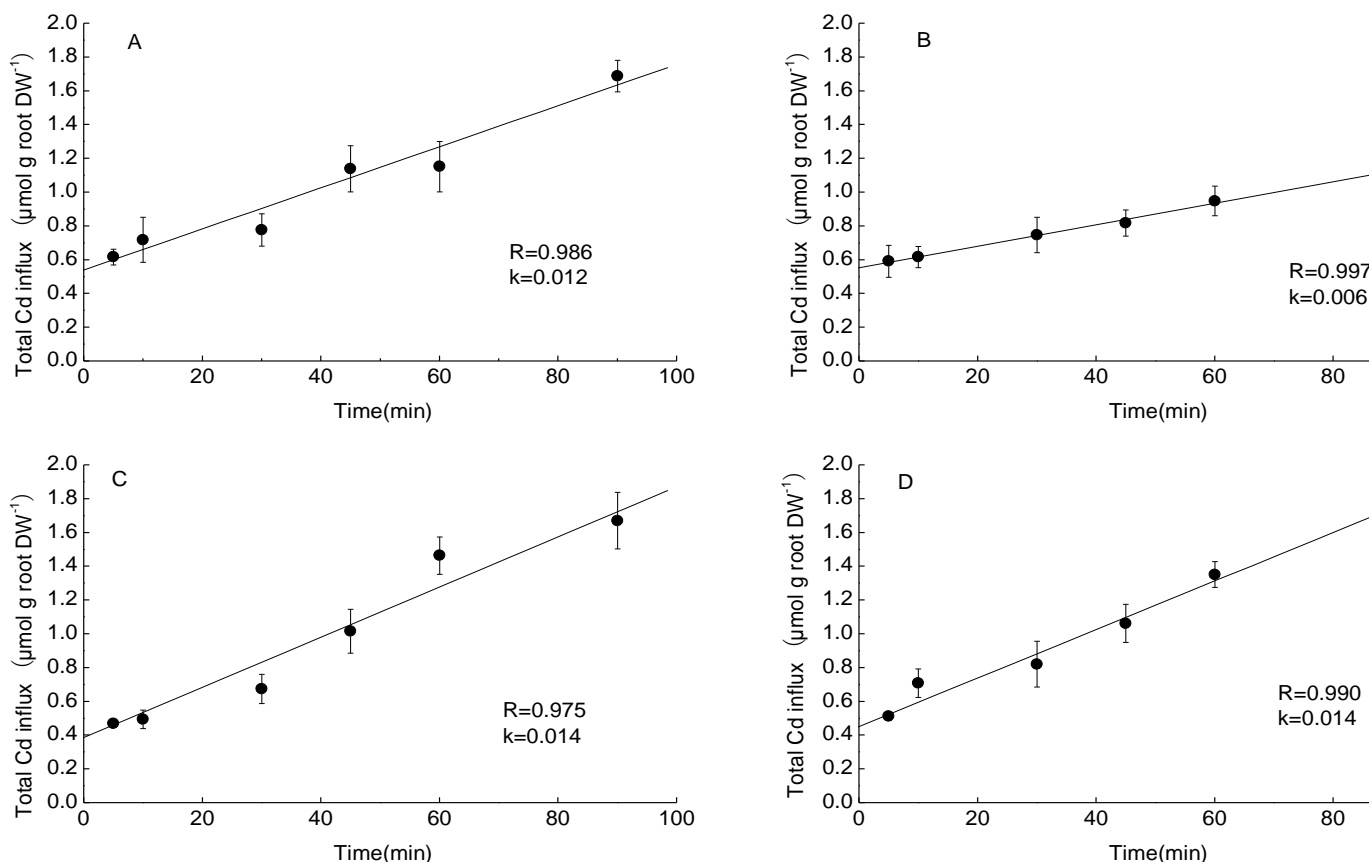 A
Total Cd influx (µmol g root DW⁻¹)
2.0
1.8
1.6
1.4
1.2
1.0
0.8
0.6
0.4
0.2
0.0
R=0.986
k=0.012
0 20 40 60 80 100
Time(min)
B
Total Cd influx (µmol g root DW⁻¹)
2.0
1.8
1.6
1.4
1.2
1.0
0.8
0.6
0.4
0.2
0.0
R=0.997
k=0.006
0 20 40 60 80
Time(min)
C
Total Cd influx (µmol g root DW⁻¹)
2.0
1.8
1.6
1.4
1.2
1.0
0.8
0.6
0.4
0.2
0.0
R=0.975
k=0.014
0 20 40 60 80 100
Time(min)
D
Total Cd influx (µmol g root DW⁻¹)
2.0
1.8
1.6
1.4
1.2
1.0
0.8
0.6
0.4
0.2
0.0
R=0.990
k=0.014
0 20 40 60 80
Time(min)